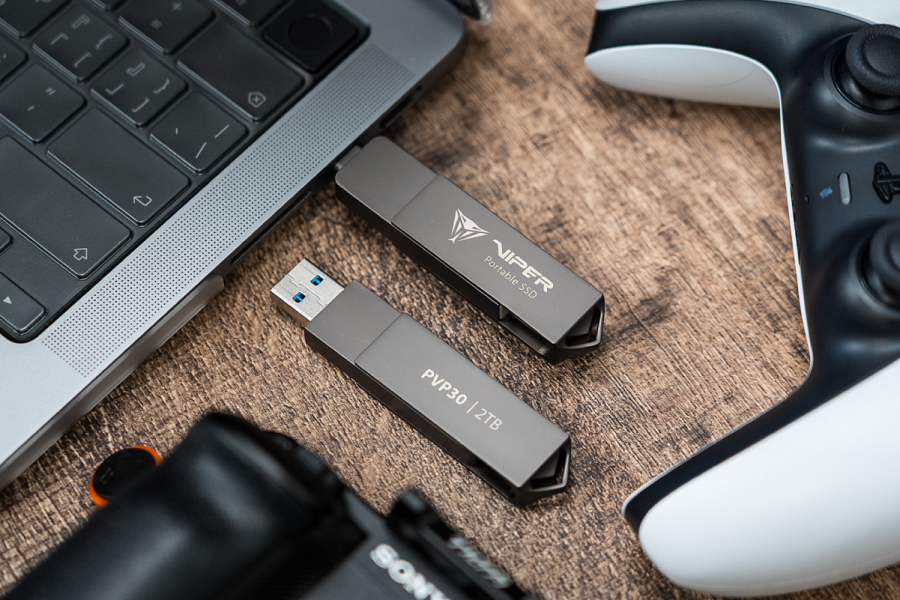 VIPER
Portable SSD
PVP30 | 2TB
SONY